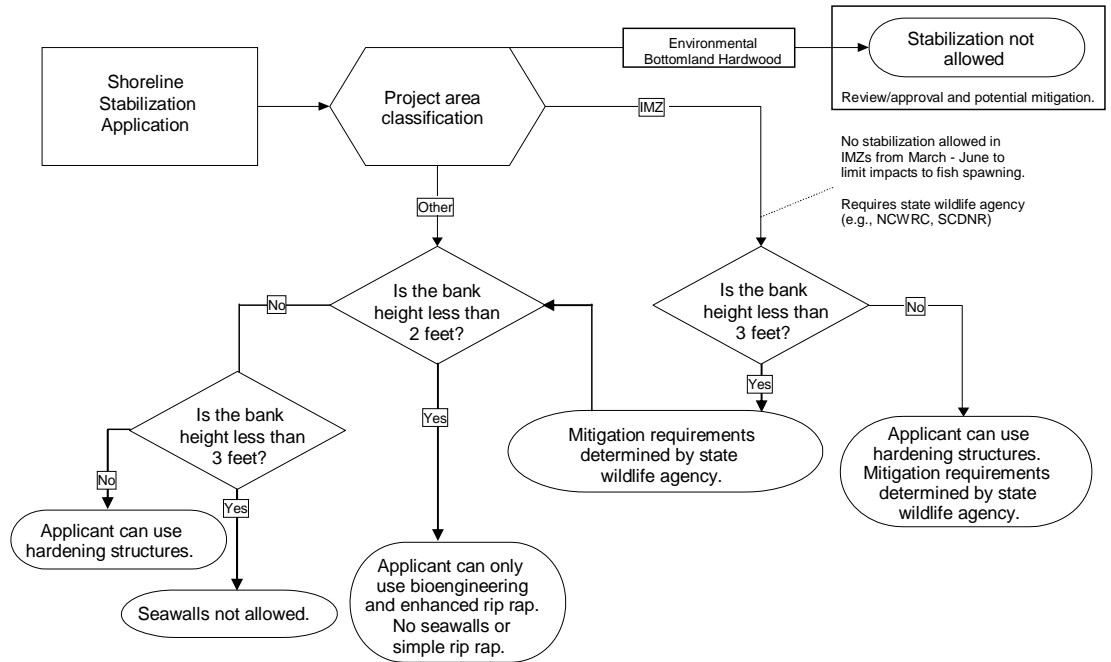 Shoreline
Stabilization
Application
Project area
classification
Environmental
Bottomland Hardwood
Stabilization not
allowed
Review/approval and potential mitigation.
IMZ
No stabilization allowed in
IMZs from March - June to
limit impacts to fish spawning.
Requires state wildlife agency
(e.g., NCWRC, SCDNR)
Other
Is the bank
height less than
2 feet?
No
Yes
Is the bank
height less than
3 feet?
No
Yes
Is the bank
height less than
3 feet?
No
Yes
Mitigation requirements
determined by state
wildlife agency.
Applicant can use
hardening structures.
Mitigation requirements
determined by state
wildlife agency.
Applicant can use
hardening structures.
Seawalls not allowed.
Applicant can only
use bioengineering
and enhanced rip rap.
No seawalls or
simple rip rap.